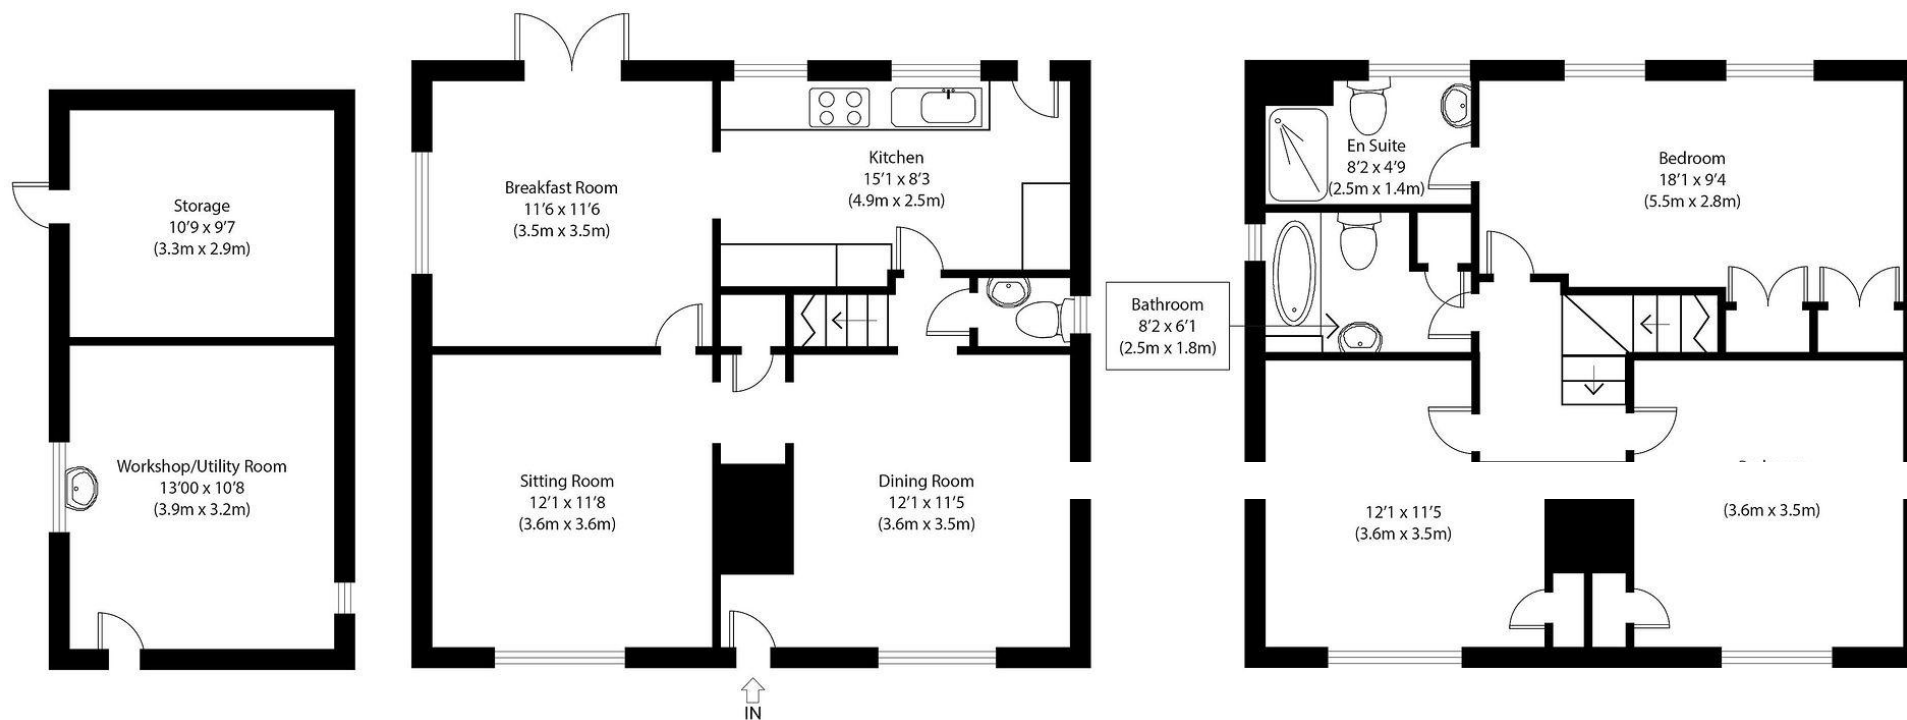 Storage
10'9 x 9'7
(3.3m x 2.9m)
Workshop/Utility Room
13'00 x 10'8
(3.9m x 3.2m)
Breakfast Room
11'6 x 11'6
(3.5m x 3.5m)
Kitchen
15'1 x 8'3
(4.9m x 2.5m)
Sitting Room
12'1 x 11'8
(3.6m x 3.6m)
Dining Room
12'1 x 11'5
(3.6m x 3.5m)
IN
En Suite
8'2 x 4'9
(2.5m x 1.4m)
Bedroom
18'1 x 9'4
(5.5m x 2.8m)
Bathroom
8'2 x 6'1
(2.5m x 1.8m)
12'1 x 11'5
(3.6m x 3.5m)
(3.6m x 3.5m)